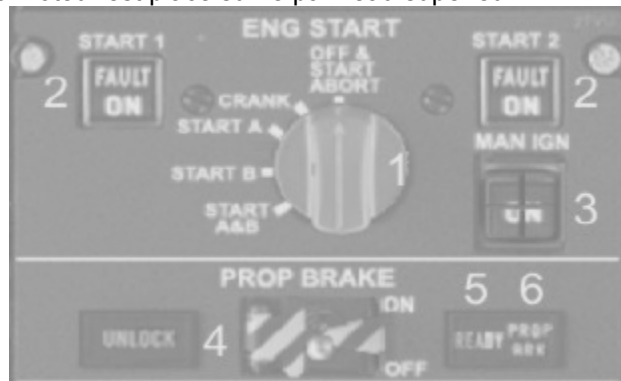 ENG START
START 1
OFF &
START
ABORT
START 2
FAULT
ON
2
CRANK
START A
START B
START
A&B
1
FAULT
ON
2
MAN IGN
ON
3
PROP BRAKE
5 6
UNLOCK
4
ON
OFF
READY
PROP
BRK